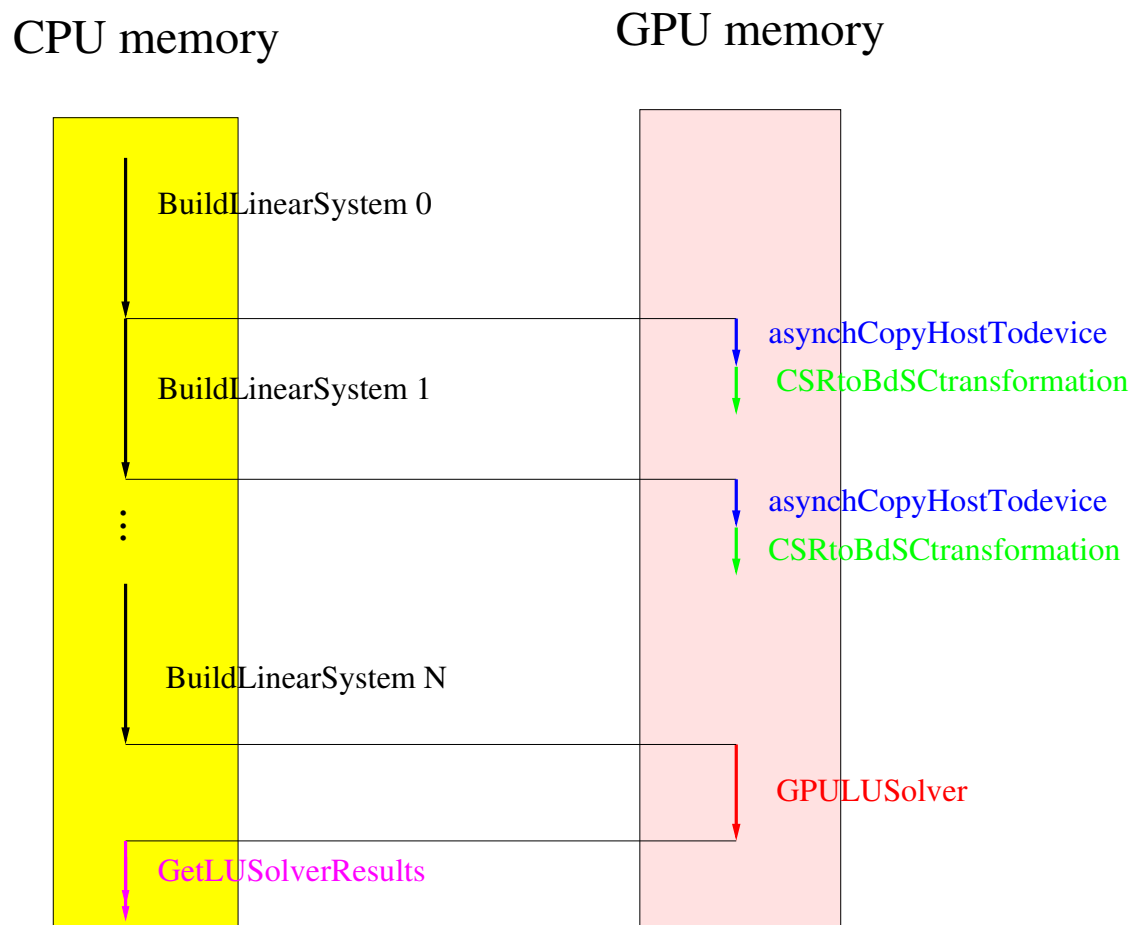 CPU memory
GPU memory
BuildLinearSystem 0
asynchCopyHostTodevice
CSRtoBdSCtransformation
BuildLinearSystem 1
asynchCopyHostTodevice
CSRtoBdSCtransformation
BuildLinearSystem N
GPULUSolver
GetLUSolverResults